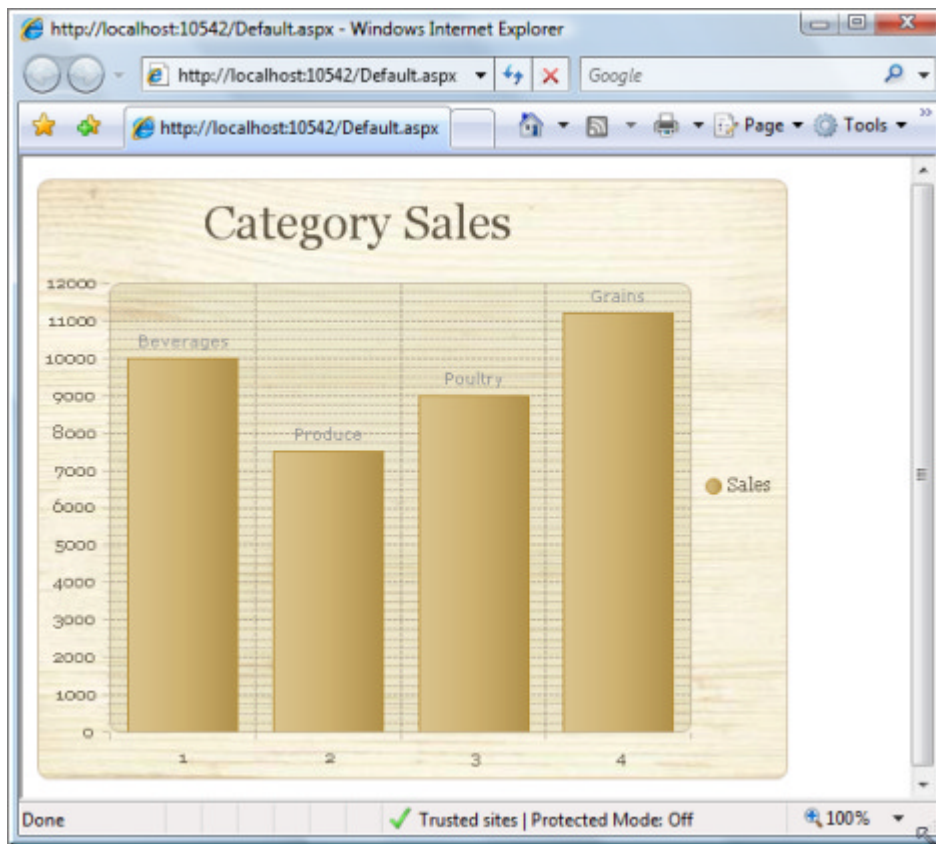 http://localhost:10542/Default.aspx - Windows Internet Explorer
http://localhost:10542/Default.aspx
Google
http://localhost:10542/Default.aspx
Page
Tools
Category Sales
12000
11000
10000
9000
8000
7000
6000
5000
4000
3000
2000
1000
0
Beverages
Produce
Poultry
Grains
1
2
3
4
Sales
Done
Trusted sites | Protected Mode: Off
100%